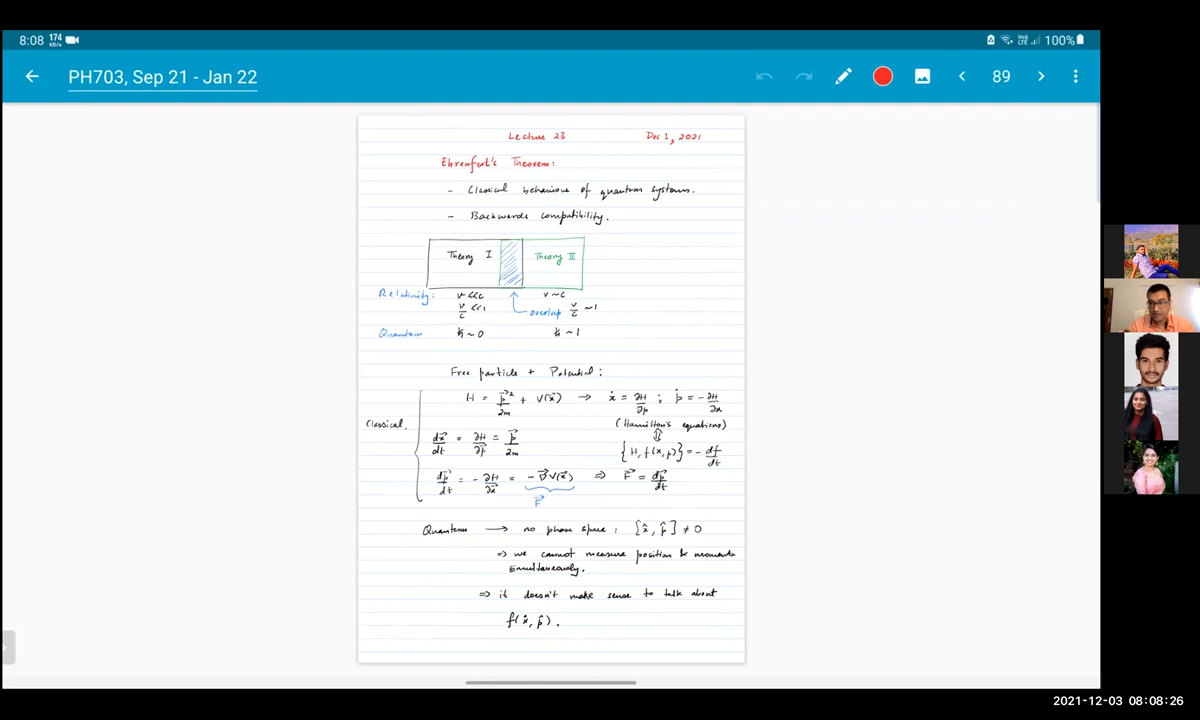 8:08 174 KB/s 100%
PH703, Sep 21 - Jan 22 89
Lecture 23 Dec 1, 2021
Ehrenfest's Theorem:
- Classical behaviour of quantum systems.
- Backwards compatibility.
Theory I Theory II
Relativity: v <<c v ~ c
v/c <<1 overlap v/c ~ 1
Quantum ħ ~ 0 ħ ~ 1
Free particle + Potential:
H = p⃗²/2m + V(x⃗) → ẋ = ∂H/∂p ; ṗ = -∂H/∂x
Classical. (Hamilton's equations)
dx⃗/dt = ∂H/∂p⃗ = p⃗/2m {H, f(x,p)} = - df/dt
dp⃗/dt = - ∂H/∂x⃗ = - ∇⃗V(x⃗) ⇒ F⃗ = dp⃗/dt
F⃗
Quantum → no phase space: [x̂, p̂] ≠ 0
⇒ we cannot measure position & momenta
simultaneously.
⇒ it doesn't make sense to talk about
f(x̂, p̂).
2021-12-03 08:08:26